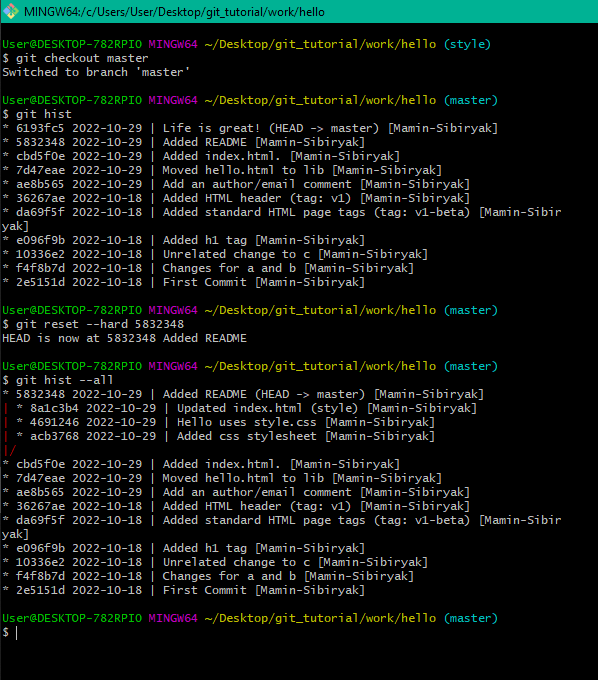 MINGW64:/c/Users/User/Desktop/git_tutorial/work/hello
User@DESKTOP-782RPIO MINGW64 ~/Desktop/git_tutorial/work/hello (style)
$ git checkout master
Switched to branch 'master'
User@DESKTOP-782RPIO MINGW64 ~/Desktop/git_tutorial/work/hello (master)
$ git hist
* 6193fc5 2022-10-29 | Life is great! (HEAD -> master) [Mamin-Sibiryak]
* 5832348 2022-10-29 | Added README [Mamin-Sibiryak]
* cbd5f0e 2022-10-29 | Added index.html. [Mamin-Sibiryak]
* 7d47eae 2022-10-29 | Moved hello.html to lib [Mamin-Sibiryak]
* ae8b565 2022-10-29 | Add an author/email comment [Mamin-Sibiryak]
* 36267ae 2022-10-18 | Added HTML header (tag: v1) [Mamin-Sibiryak]
* da69f5f 2022-10-18 | Added standard HTML page tags (tag: v1-beta) [Mamin-Sibir
yak]
* e096f9b 2022-10-18 | Added h1 tag [Mamin-Sibiryak]
* 10336e2 2022-10-18 | Unrelated change to c [Mamin-Sibiryak]
* f4f8b7d 2022-10-18 | Changes for a and b [Mamin-Sibiryak]
* 2e5151d 2022-10-18 | First Commit [Mamin-Sibiryak]
User@DESKTOP-782RPIO MINGW64 ~/Desktop/git_tutorial/work/hello (master)
$ git reset --hard 5832348
HEAD is now at 5832348 Added README
User@DESKTOP-782RPIO MINGW64 ~/Desktop/git_tutorial/work/hello (master)
$ git hist --all
* 5832348 2022-10-29 | Added README (HEAD -> master) [Mamin-Sibiryak]
| * 8a1c3b4 2022-10-29 | Updated index.html (style) [Mamin-Sibiryak]
| * 4691246 2022-10-29 | Hello uses style.css [Mamin-Sibiryak]
| * acb3768 2022-10-29 | Added css stylesheet [Mamin-Sibiryak]
|/
* cbd5f0e 2022-10-29 | Added index.html. [Mamin-Sibiryak]
* 7d47eae 2022-10-29 | Moved hello.html to lib [Mamin-Sibiryak]
* ae8b565 2022-10-29 | Add an author/email comment [Mamin-Sibiryak]
* 36267ae 2022-10-18 | Added HTML header (tag: v1) [Mamin-Sibiryak]
* da69f5f 2022-10-18 | Added standard HTML page tags (tag: v1-beta) [Mamin-Sibir
yak]
* e096f9b 2022-10-18 | Added h1 tag [Mamin-Sibiryak]
* 10336e2 2022-10-18 | Unrelated change to c [Mamin-Sibiryak]
* f4f8b7d 2022-10-18 | Changes for a and b [Mamin-Sibiryak]
* 2e5151d 2022-10-18 | First Commit [Mamin-Sibiryak]
User@DESKTOP-782RPIO MINGW64 ~/Desktop/git_tutorial/work/hello (master)
$